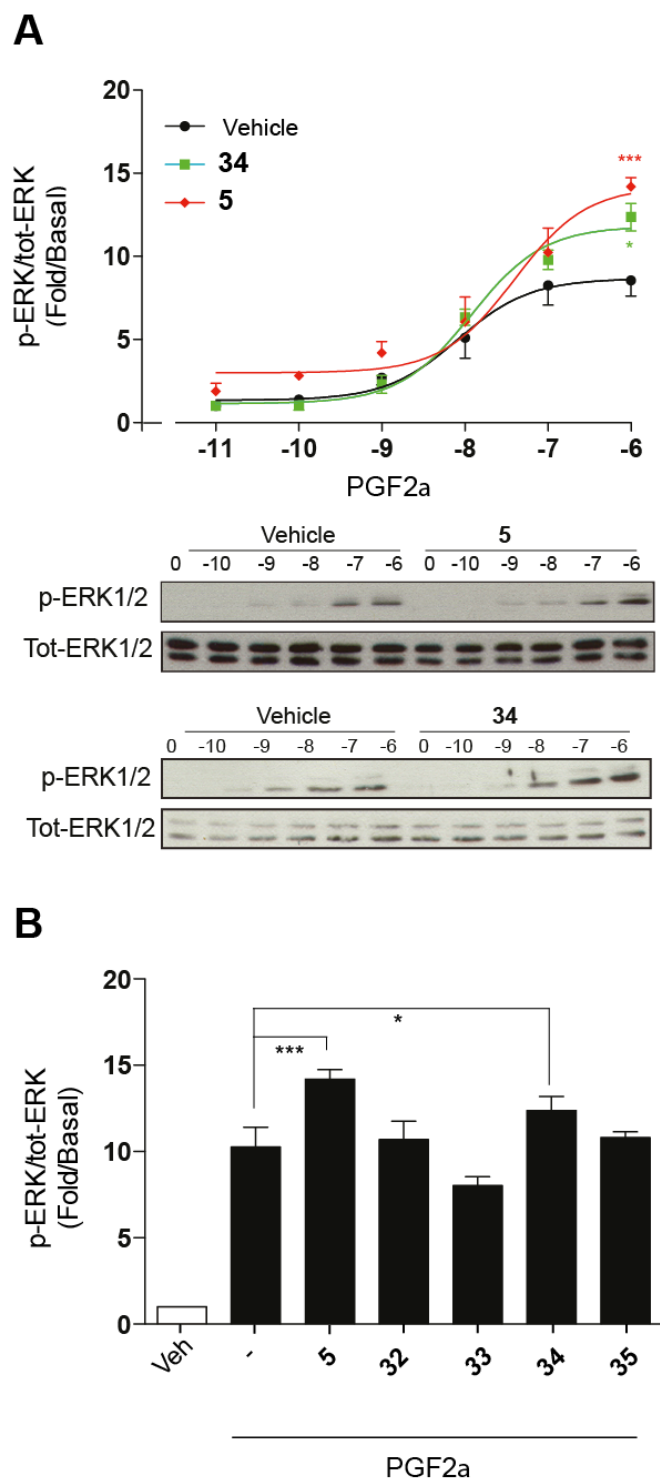 A
20
15
10
5
0
p-ERK/tot-ERK
(Fold/Basal)
Vehicle
34
5
***
*
-11 -10 -9 -8 -7 -6
PGF2a
Vehicle 5
0 -10 -9 -8 -7 -6 0 -10 -9 -8 -7 -6
p-ERK1/2
Tot-ERK1/2
Vehicle 34
0 -10 -9 -8 -7 -6 0 -10 -9 -8 -7 -6
p-ERK1/2
Tot-ERK1/2
B
20
15
10
5
0
p-ERK/tot-ERK
(Fold/Basal)
*
***
Veh - 5 32 33 34 35
PGF2a